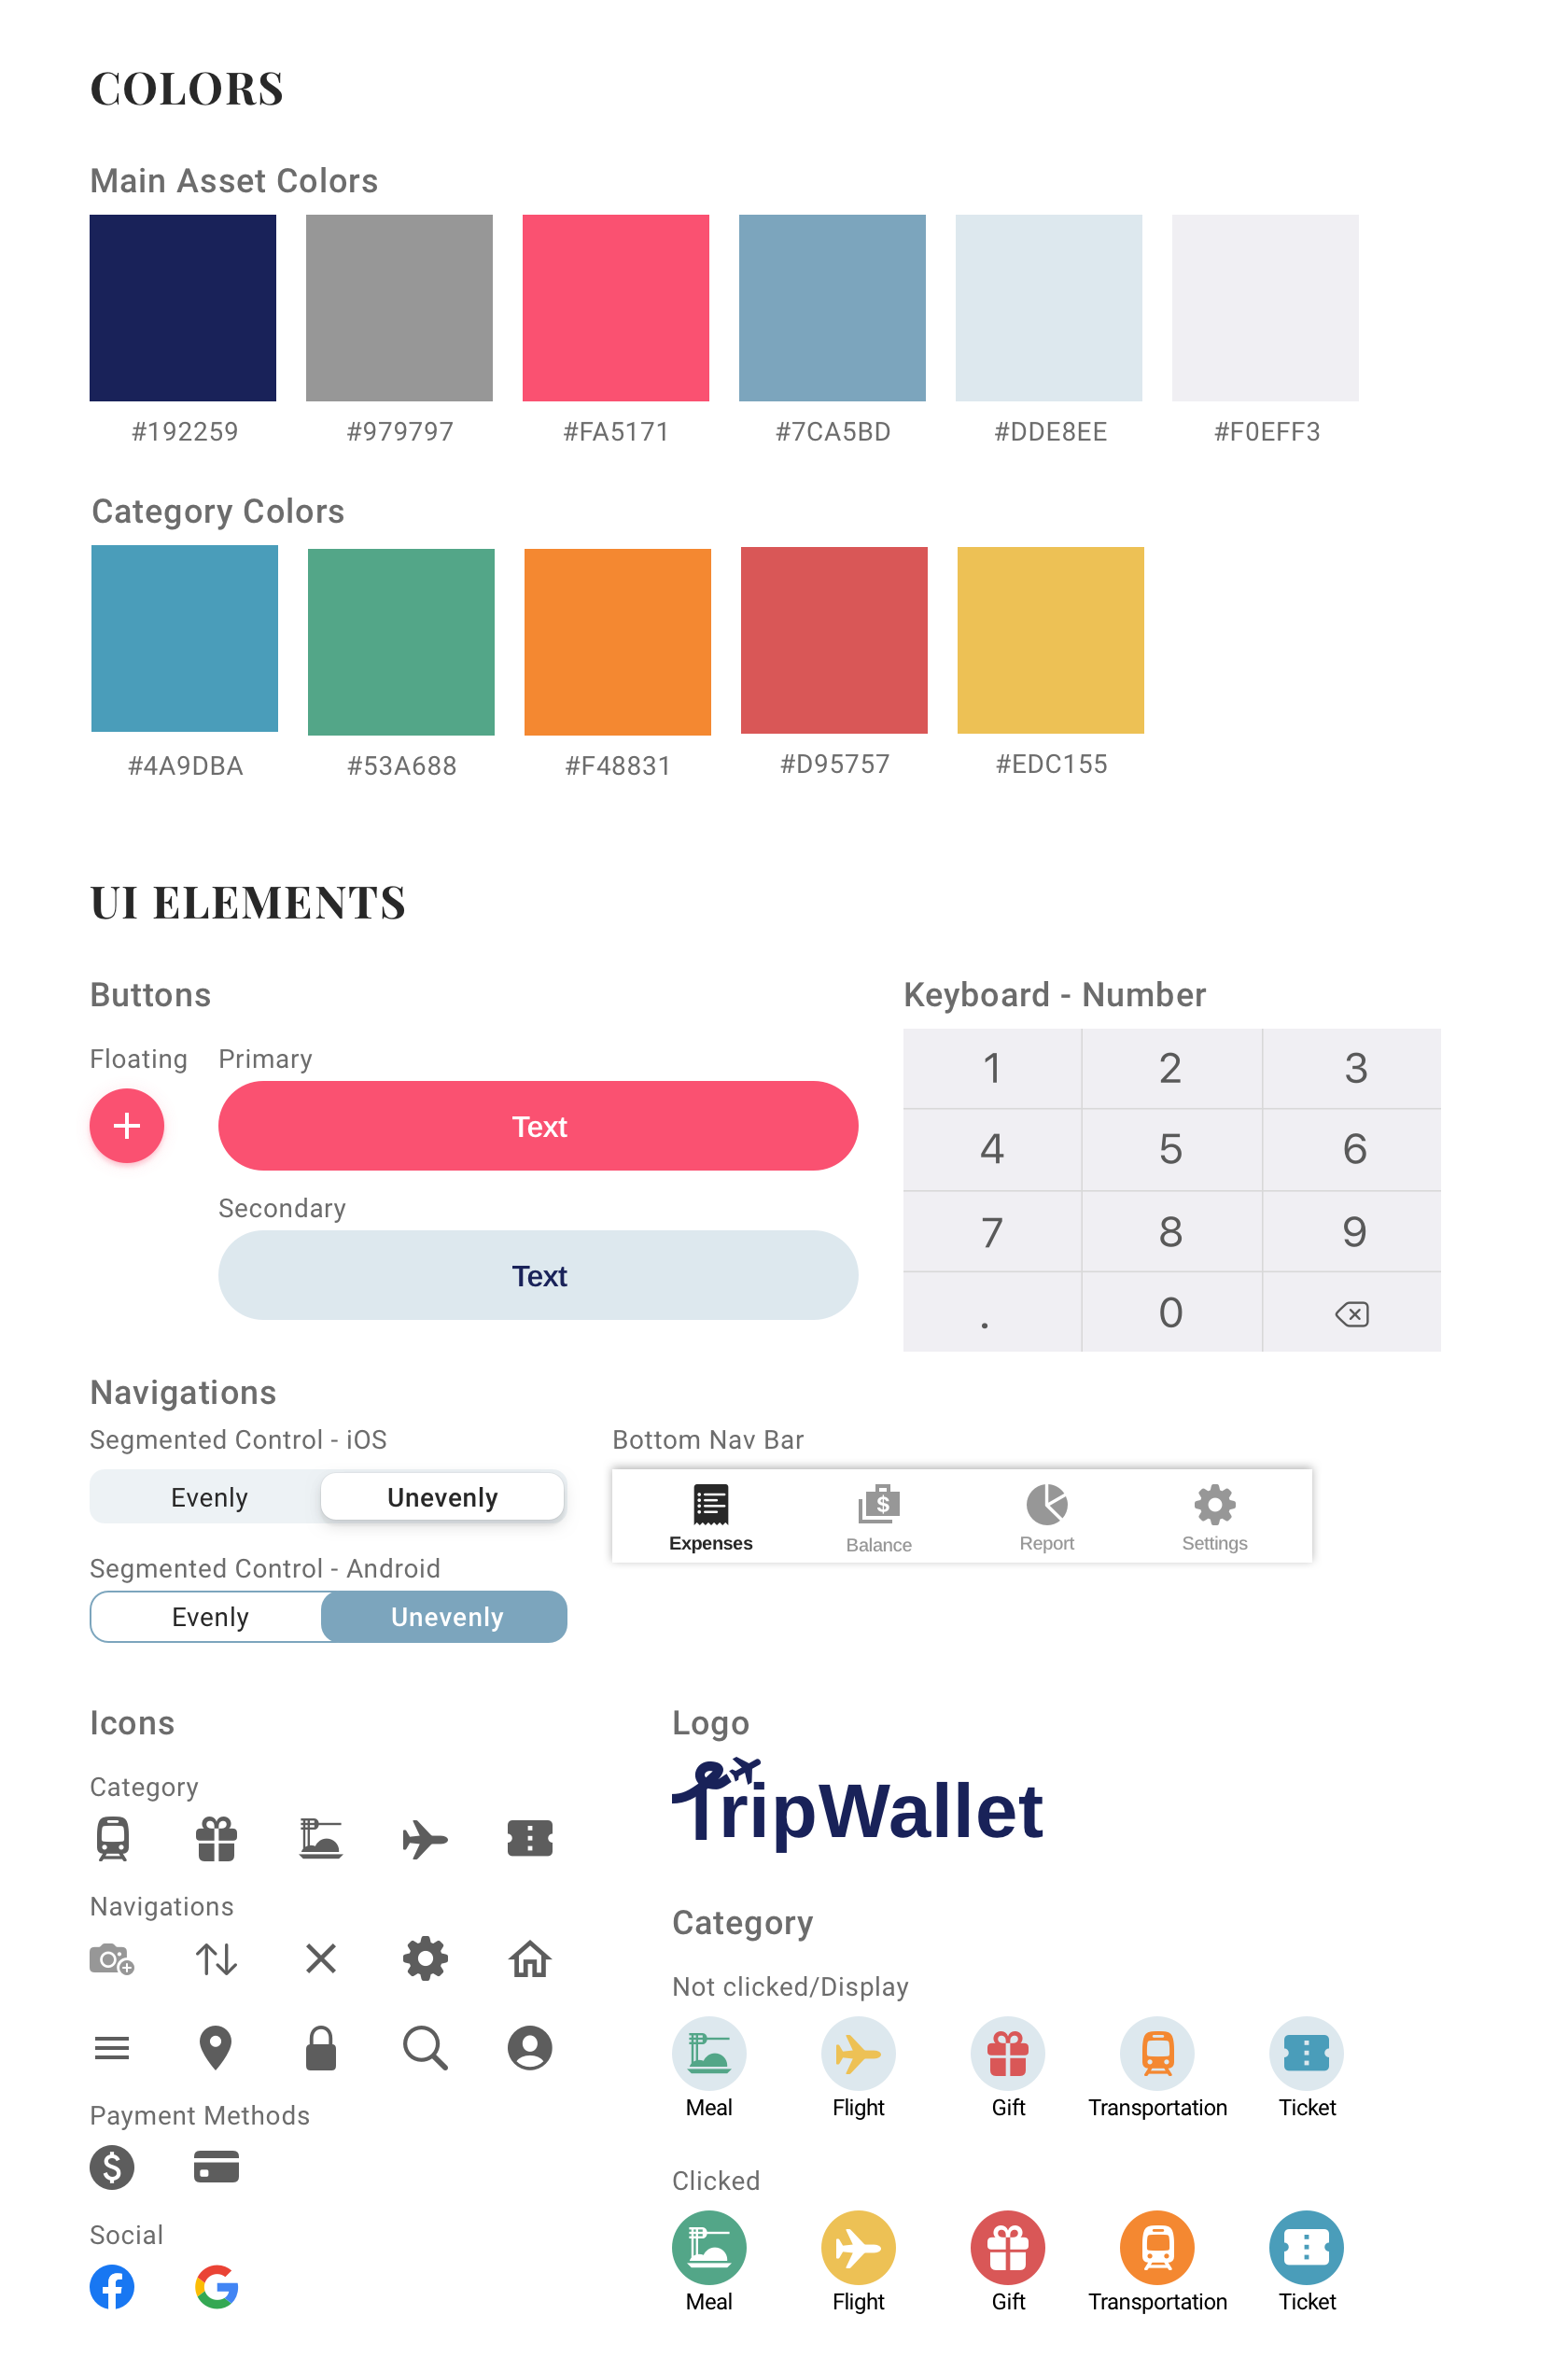 COLORS
Main Asset Colors
#192259 #979797 #FA5171 #7CA5BD #DDE8EE #F0EFF3
Category Colors
#4A9DBA #53A688 #F48831 #D95757 #EDC155
UI ELEMENTS
Buttons
Floating Primary
+ Text
Secondary
Text
Keyboard - Number
1 2 3
4 5 6
7 8 9
. 0
Navigations
Segmented Control - iOS
Evenly Unevenly
Segmented Control - Android
Evenly Unevenly
Bottom Nav Bar
$
Expenses Balance Report Settings
Icons
Category
Navigations
Payment Methods
$
Social
f G
Logo
TripWallet
Category
Not clicked/Display
Meal Flight Gift Transportation Ticket
Clicked
Meal Flight Gift Transportation Ticket